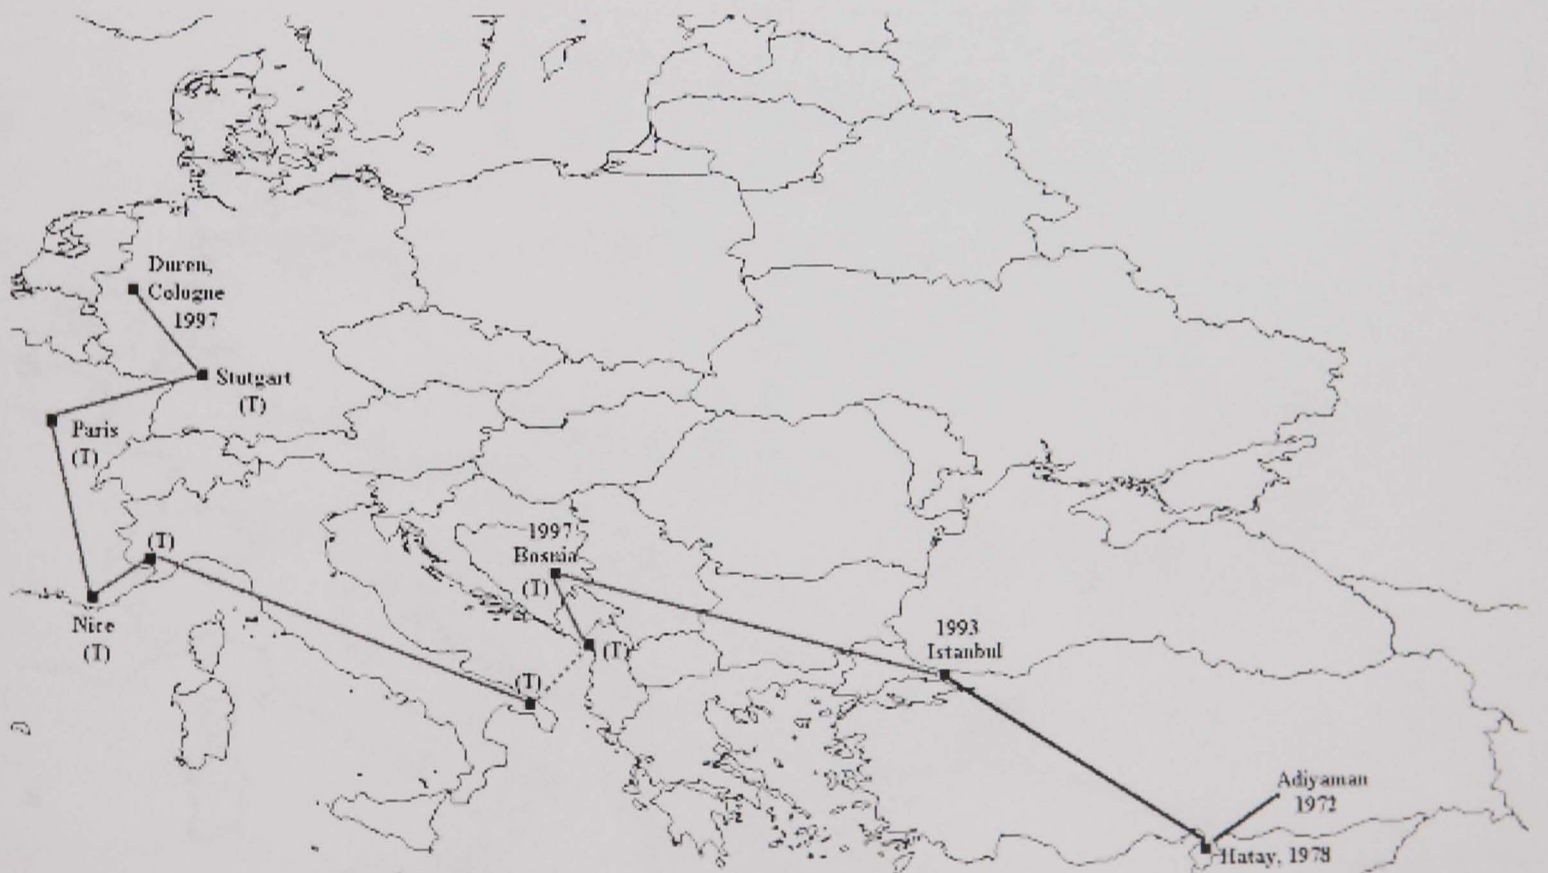 Duren,
Cologne
1997
Stutgart
(T)
Paris
(T)
(T)
Nice
(T)
1997
Bosnia
(T)
(T)
(T)
1993
Istanbul
Adiyaman
1972
Hatay, 1978